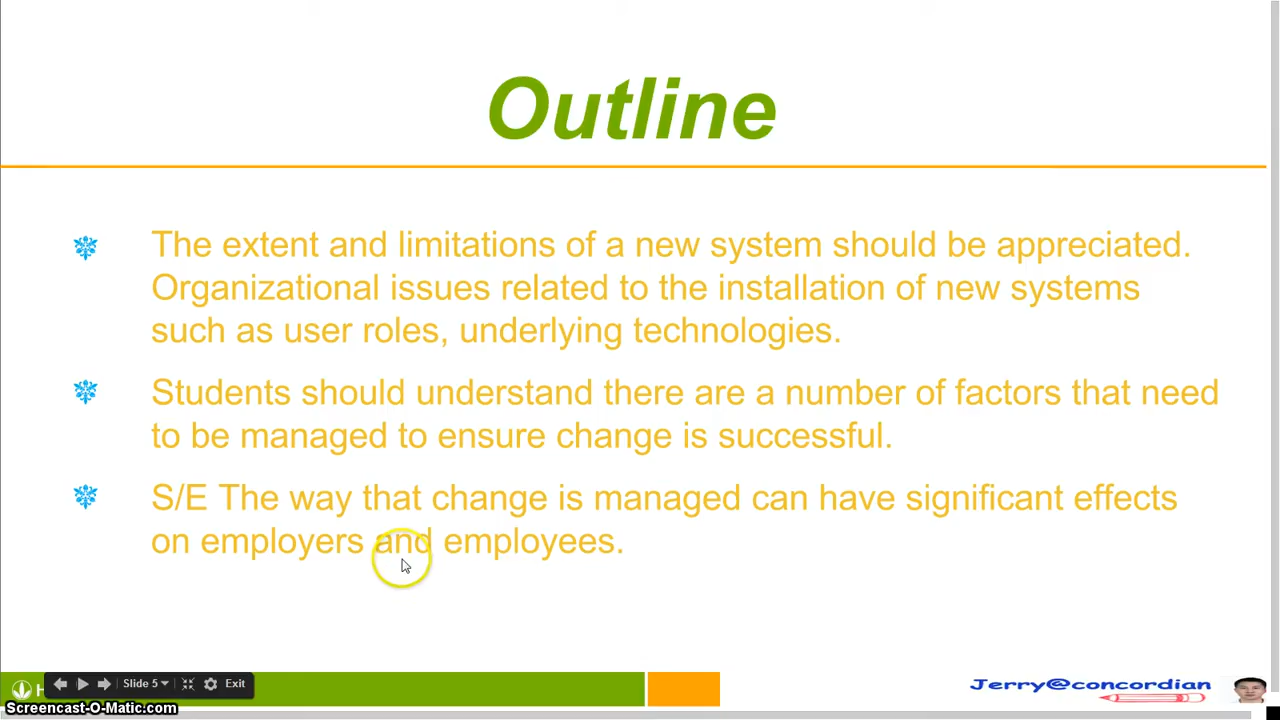 Outline
The extent and limitations of a new system should be appreciated.
Organizational issues related to the installation of new systems
such as user roles, underlying technologies.
Students should understand there are a number of factors that need
to be managed to ensure change is successful.
S/E The way that change is managed can have significant effects
on employers and employees.
H
Slide 5
Exit
Jerry@concordian
Screencast-O-Matic.com